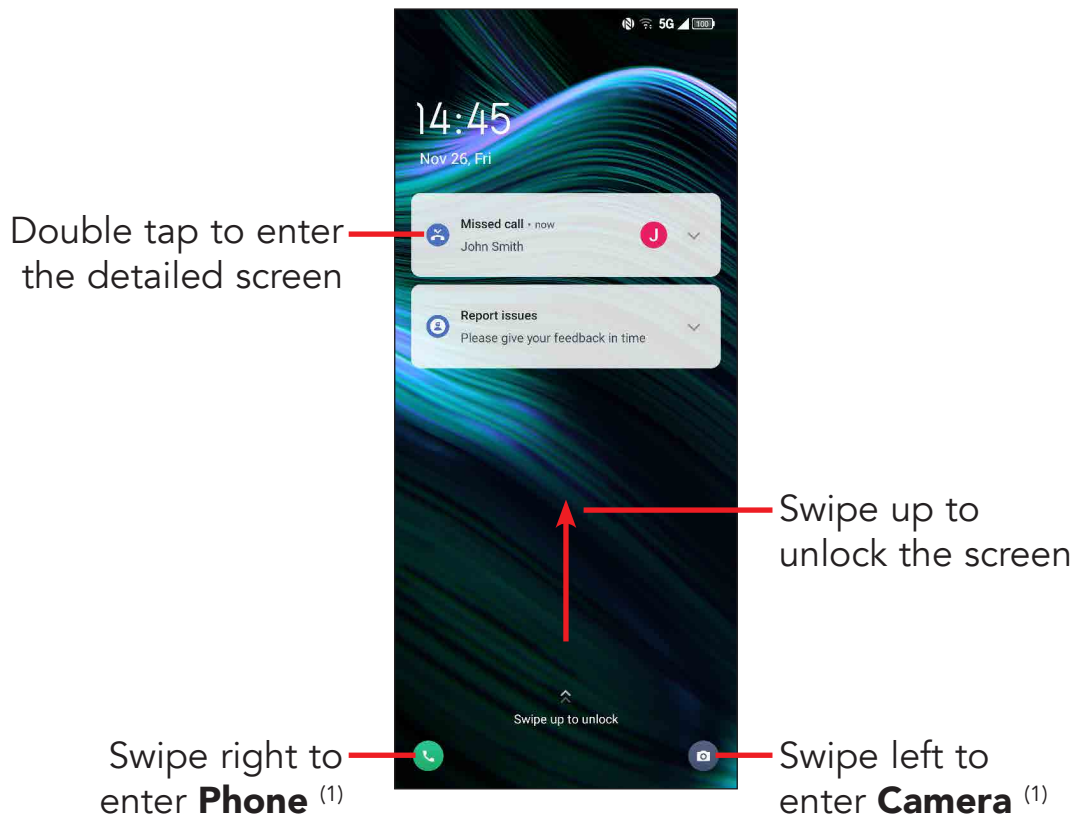 5G 100
14:45
Nov 26, Fri
Double tap to enter
the detailed screen
Missed call • now
John Smith
J
Report issues
Please give your feedback in time
Swipe up to
unlock the screen
Swipe up to unlock
Swipe right to
enter Phone (1)
Swipe left to
enter Camera (1)